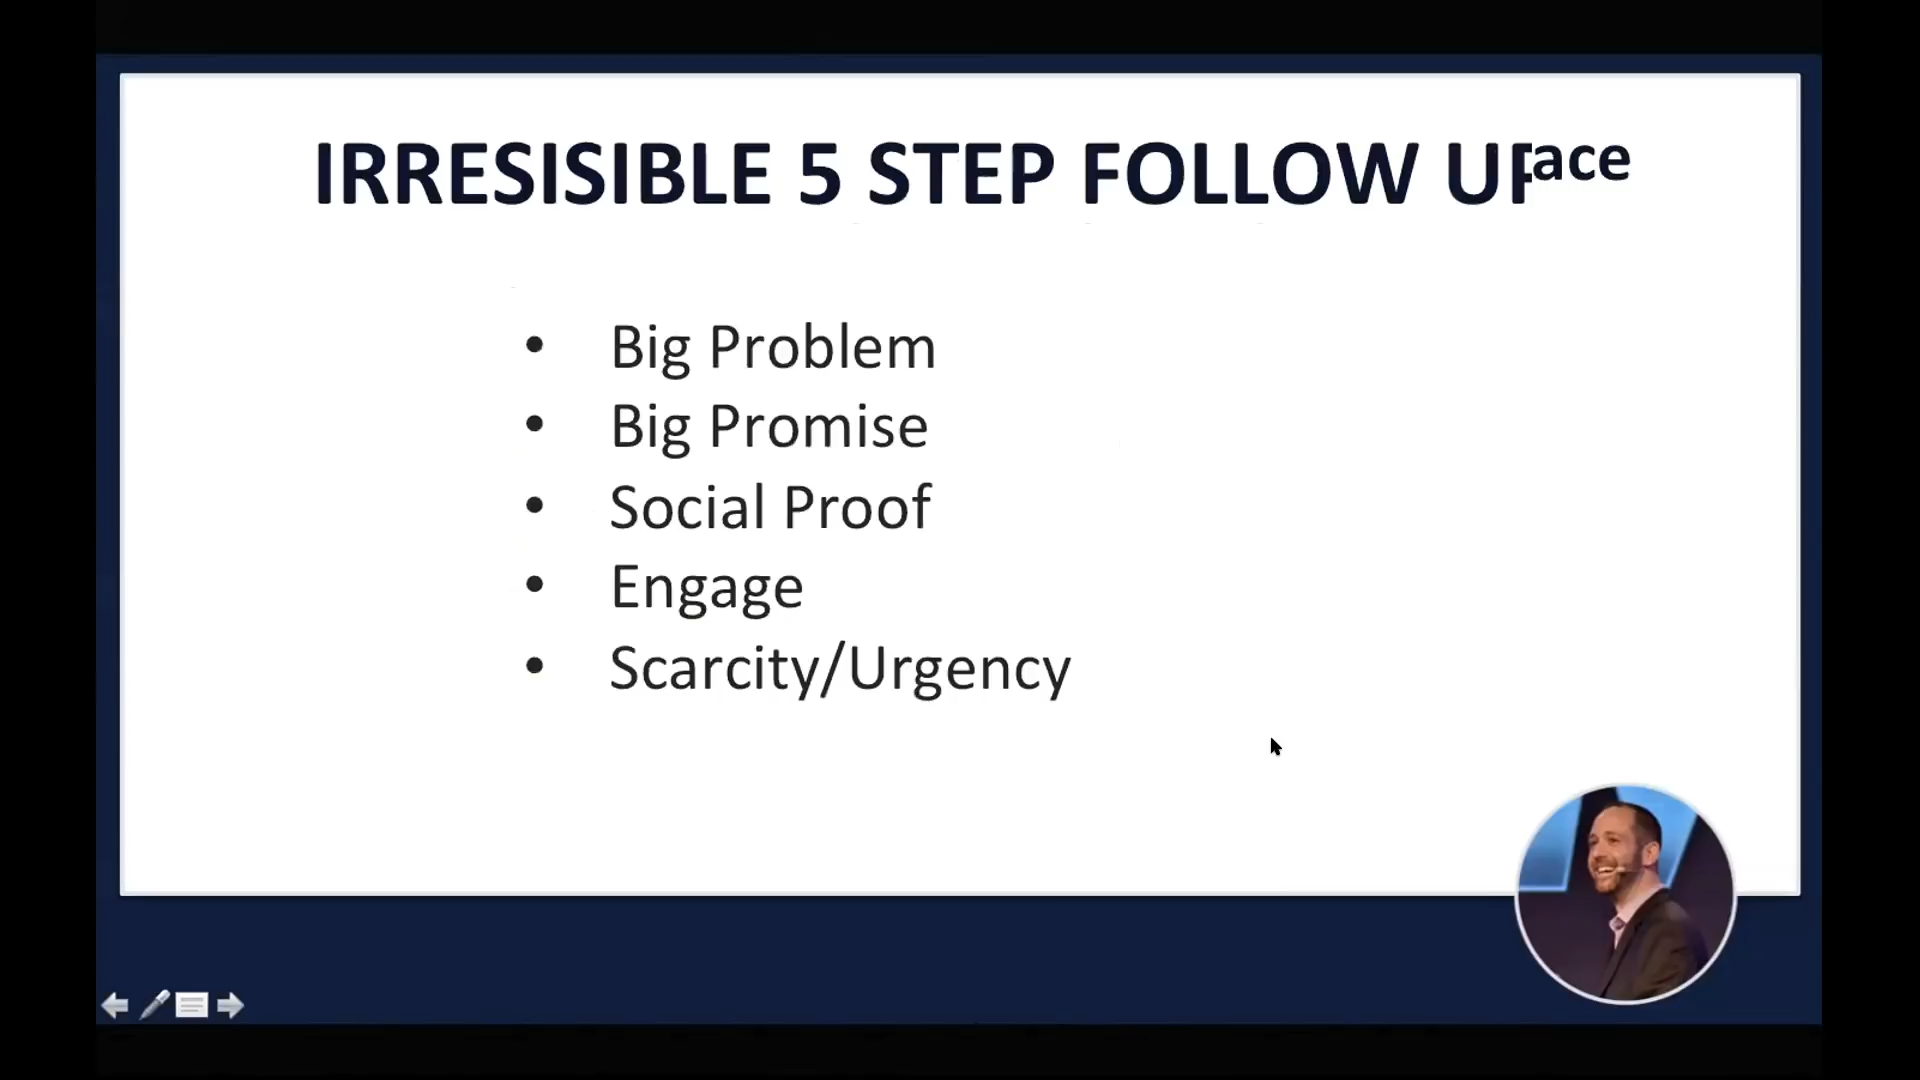 IRRESISIBLE 5 STEP FOLLOW UP
ace
• Big Problem
• Big Promise
• Social Proof
• Engage
• Scarcity/Urgency